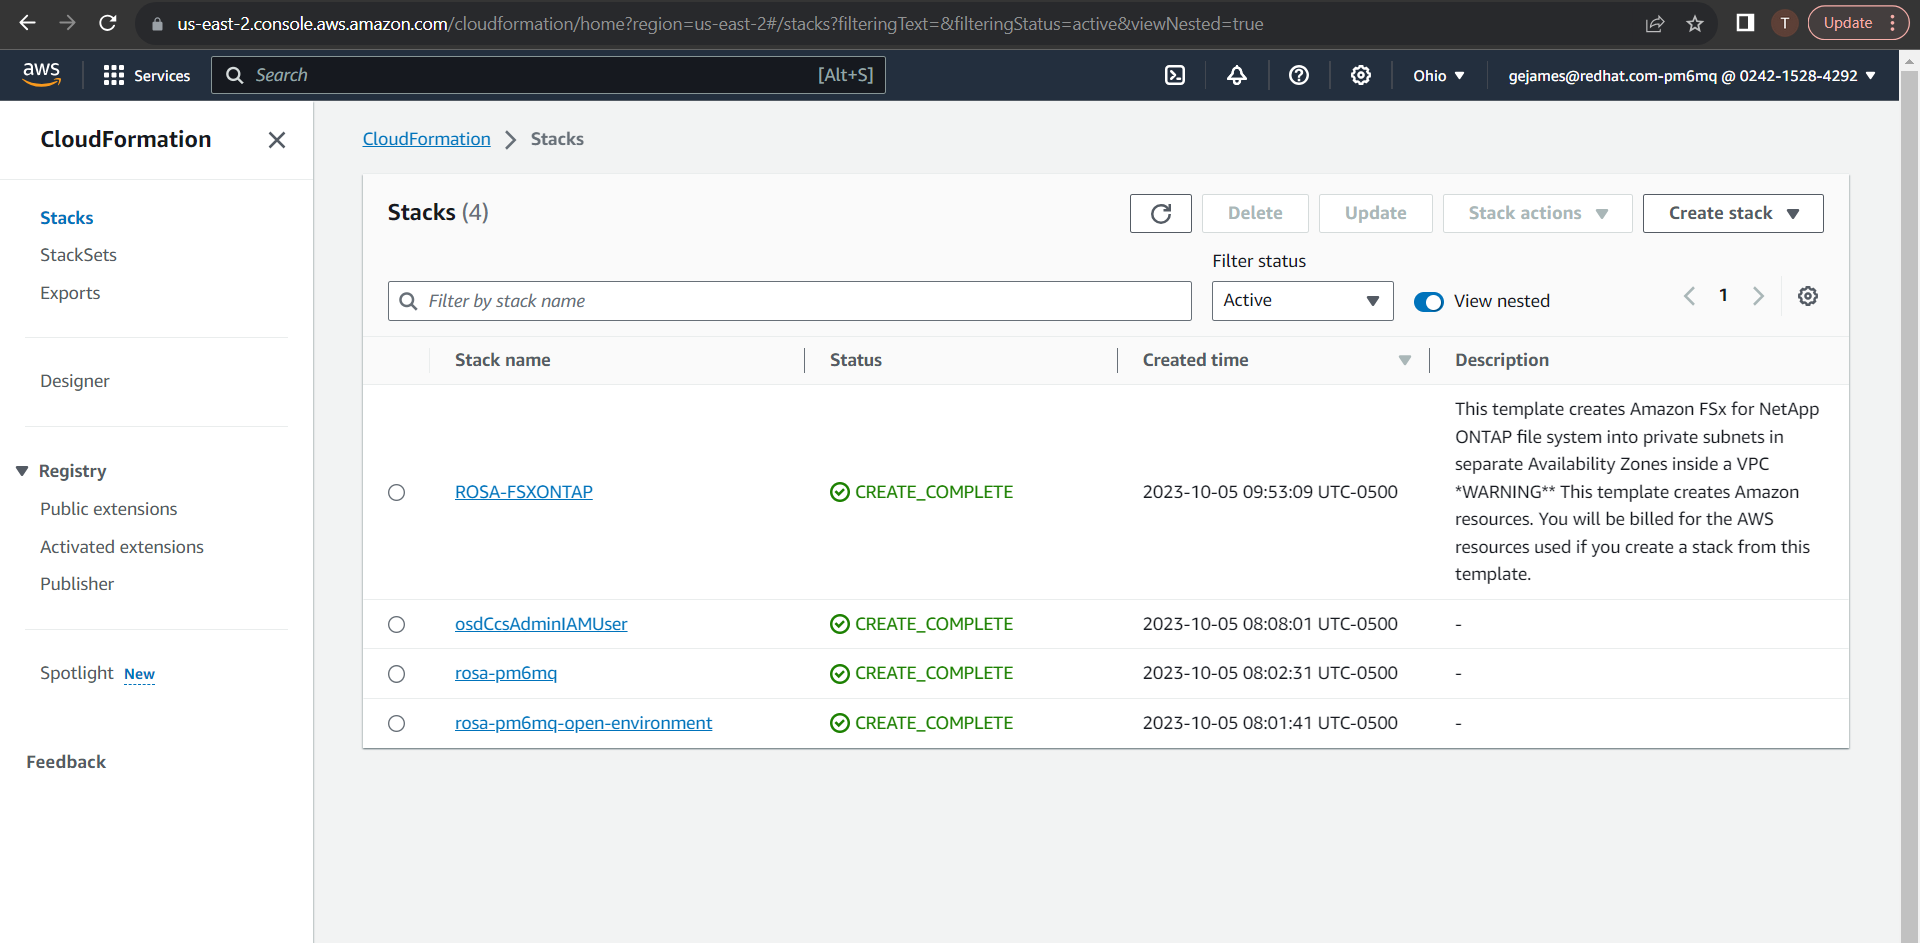 us-east-2.console.aws.amazon.com/cloudformation/home?region=us-east-2#/stacks?filteringText=&filteringStatus=active&viewNested=true
T
Update
aws
Services
Search
[Alt+S]
Ohio
gejames@redhat.com-pm6mq @ 0242-1528-4292
CloudFormation
Stacks
StackSets
Exports
Designer
Registry
Public extensions
Activated extensions
Publisher
Spotlight New
Feedback
CloudFormation > Stacks
Stacks (4)
Delete
Update
Stack actions
Create stack
Filter by stack name
Filter status
Active
View nested
1
Stack name Status Created time Description
ROSA-FSXONTAP CREATE_COMPLETE 2023-10-05 09:53:09 UTC-0500
This template creates Amazon FSx for NetApp
ONTAP file system into private subnets in
separate Availability Zones inside a VPC
*WARNING** This template creates Amazon
resources. You will be billed for the AWS
resources used if you create a stack from this
template.
osdCcsAdminIAMUser CREATE_COMPLETE 2023-10-05 08:08:01 UTC-0500 -
rosa-pm6mq CREATE_COMPLETE 2023-10-05 08:02:31 UTC-0500 -
rosa-pm6mq-open-environment CREATE_COMPLETE 2023-10-05 08:01:41 UTC-0500 -